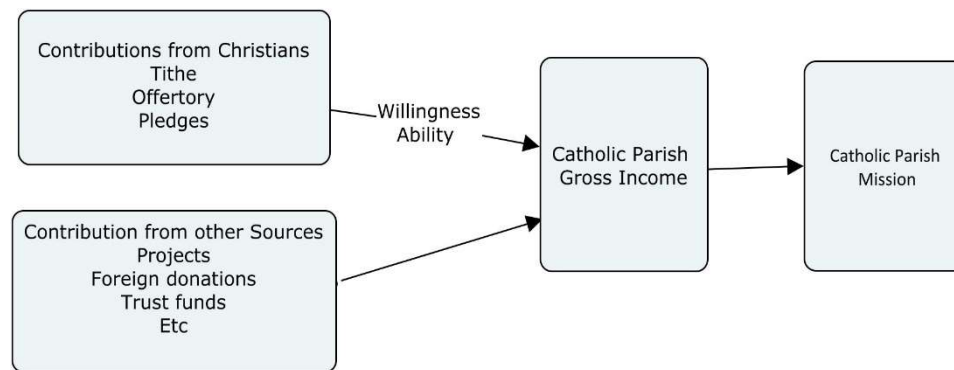 Contributions from Christians
Tithe
Offertory
Pledges
Willingness
Ability
Contribution from other Sources
Projects
Foreign donations
Trust funds
Etc
Catholic Parish
Gross Income
Catholic Parish
Mission